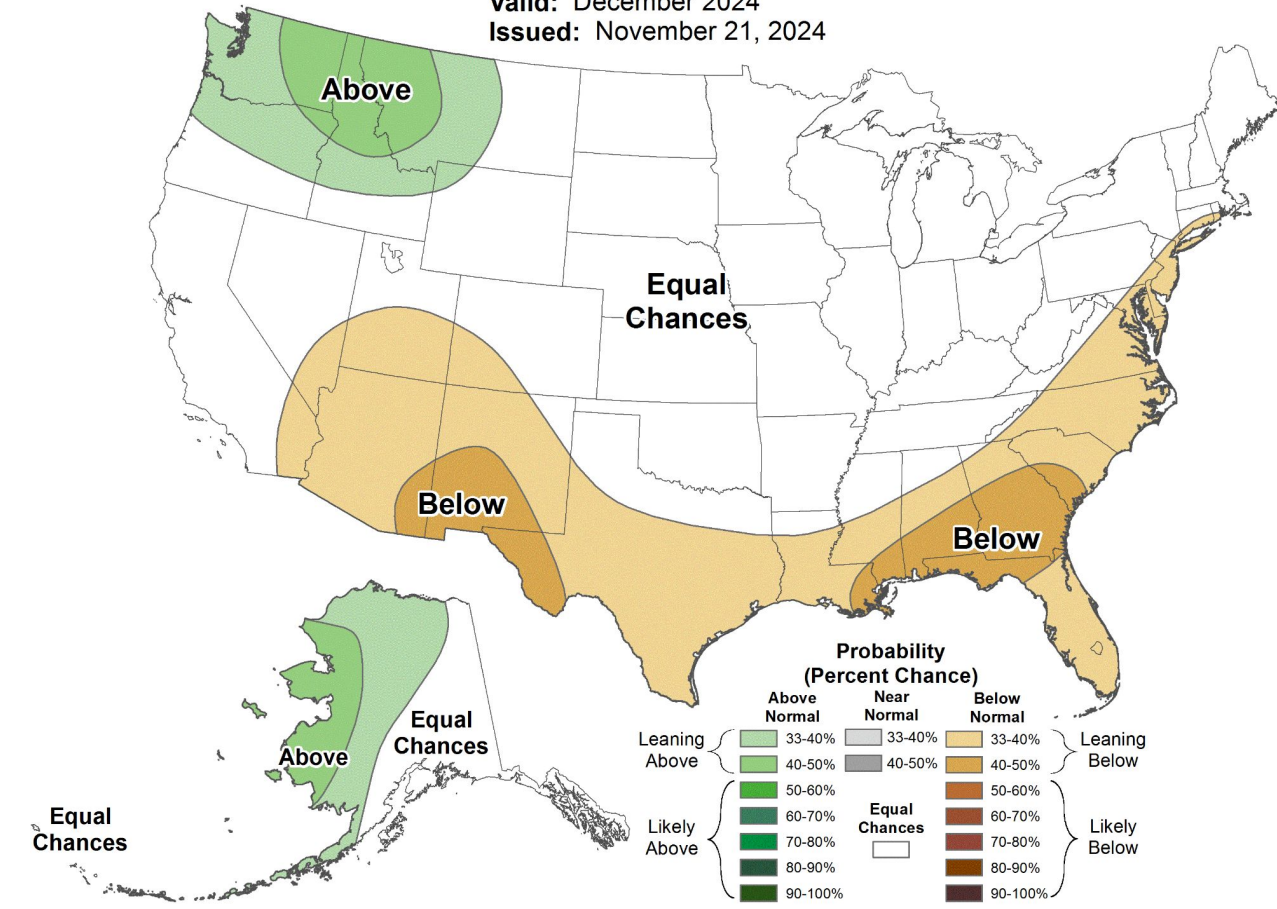 Valid: December 2024
Issued: November 21, 2024
Above
Equal
Chances
Below
Below
Above
Equal
Chances
Equal
Chances
Probability
(Percent Chance)
Above
Normal
Near
Normal
Below
Normal
Leaning
Above
33-40%
33-40%
33-40%
Leaning
Below
40-50%
40-50%
40-50%
Likely
Above
50-60%
50-60%
60-70%
60-70%
70-80%
70-80%
80-90%
80-90%
90-100%
90-100%
Equal
Chances
Likely
Below